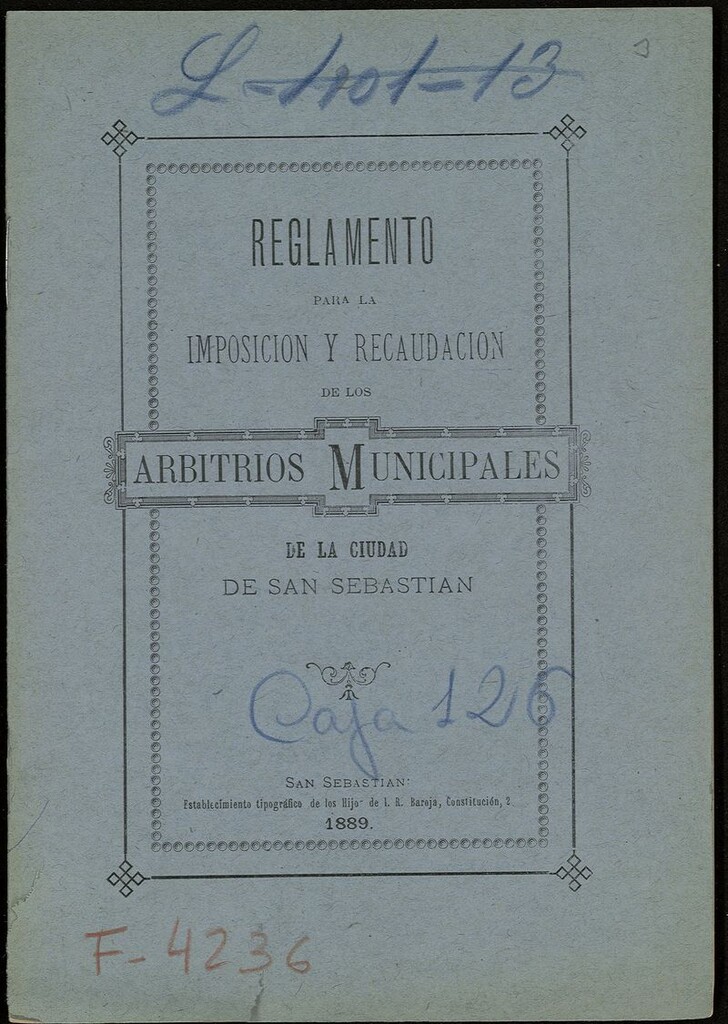 L-1101-13
3
REGLAMENTO
PARA LA
IMPOSICION Y RECAUDACION
DE LOS
ARBITRIOS MUNICIPALES
DE LA CIUDAD
DE SAN SEBASTIAN
Caja 126
SAN SEBASTIAN:
Establecimiento tipográfico de los Hijos de I. R. Baroja, Constitución, 2
1889.
F-4236